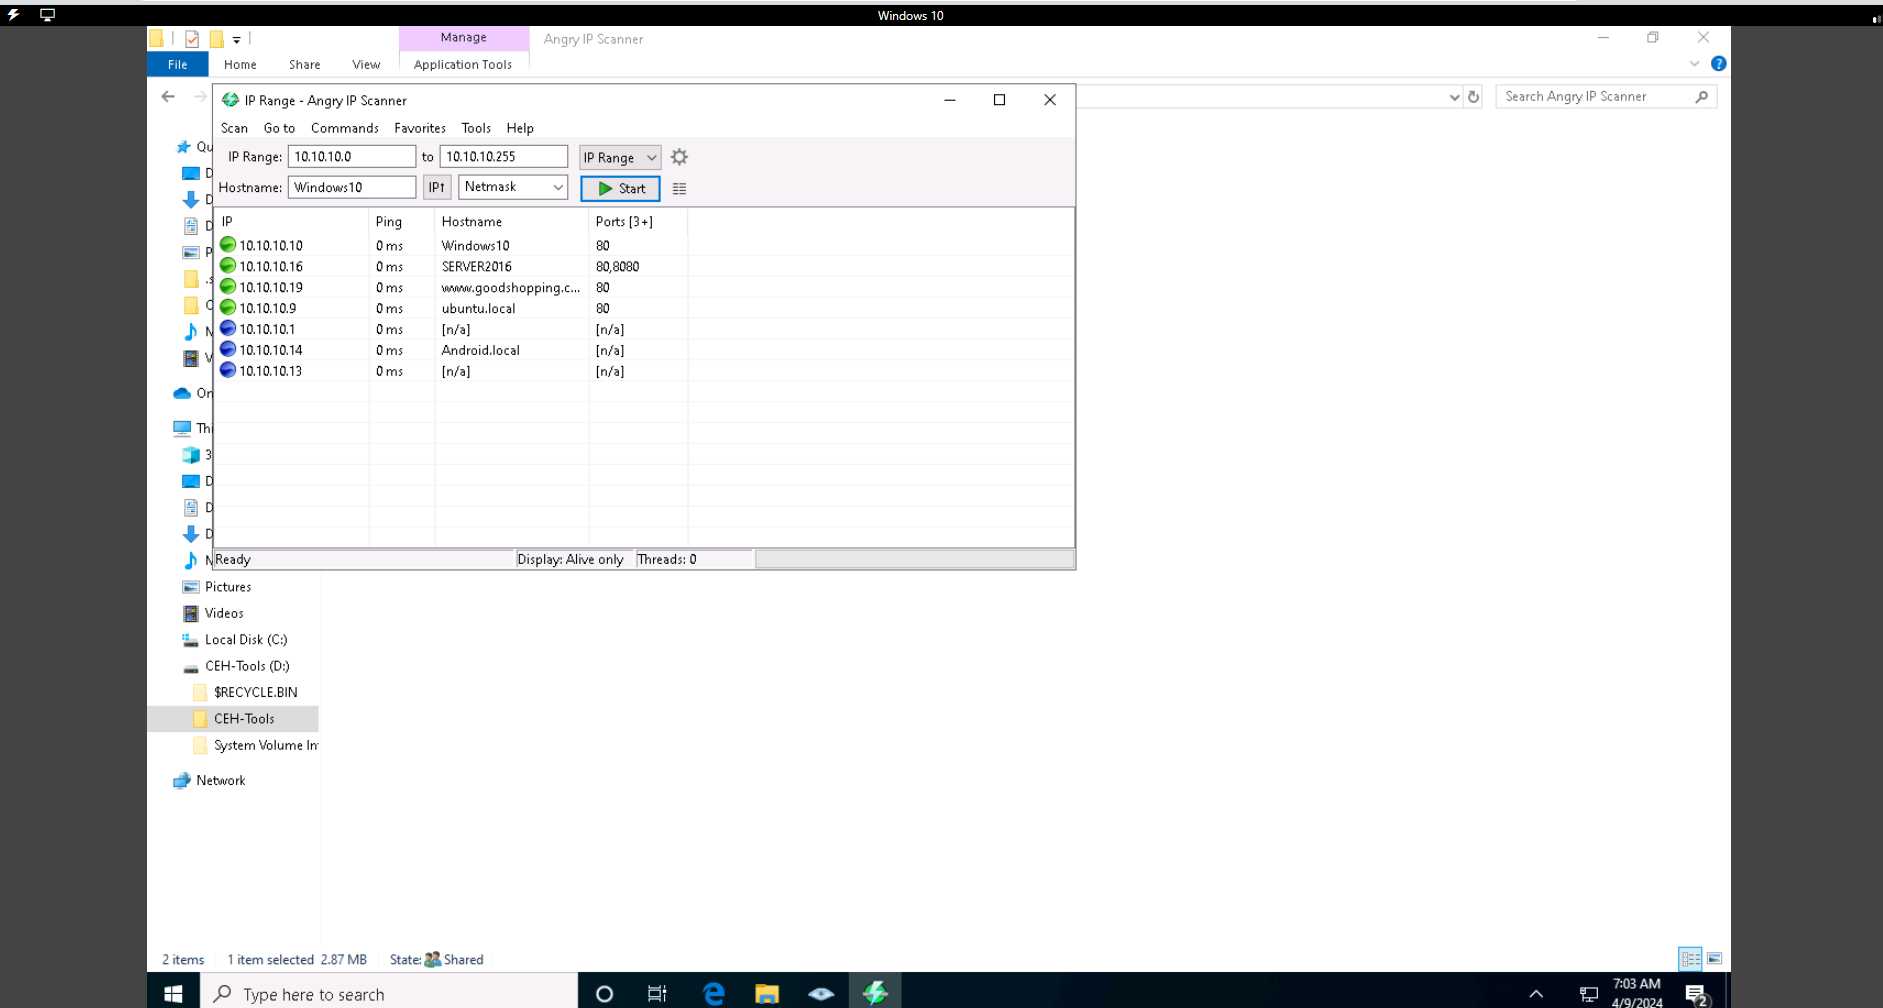 Windows 10
Manage
Angry IP Scanner
File
Home
Share
View
Application Tools
Search Angry IP Scanner
IP Range - Angry IP Scanner
Scan Go to Commands Favorites Tools Help
IP Range: 10.10.10.0 to 10.10.10.255 IP Range
Hostname: Windows10 IP↑ Netmask Start
IP Ping Hostname Ports [3+]
10.10.10.10 0 ms Windows10 80
10.10.10.16 0 ms SERVER2016 80,8080
10.10.10.19 0 ms www.goodshopping.c... 80
10.10.10.9 0 ms ubuntu.local 80
10.10.10.1 0 ms [n/a] [n/a]
10.10.10.14 0 ms Android.local [n/a]
10.10.10.13 0 ms [n/a] [n/a]
Ready Display: Alive only Threads: 0
Qu
D
D
D
P
.s
C
M
V
On
Thi
3
D
D
D
M
Pictures
Videos
Local Disk (C:)
CEH-Tools (D:)
$RECYCLE.BIN
CEH-Tools
System Volume In
Network
2 items 1 item selected 2.87 MB State: Shared
Type here to search
7:03 AM
4/9/2024
2